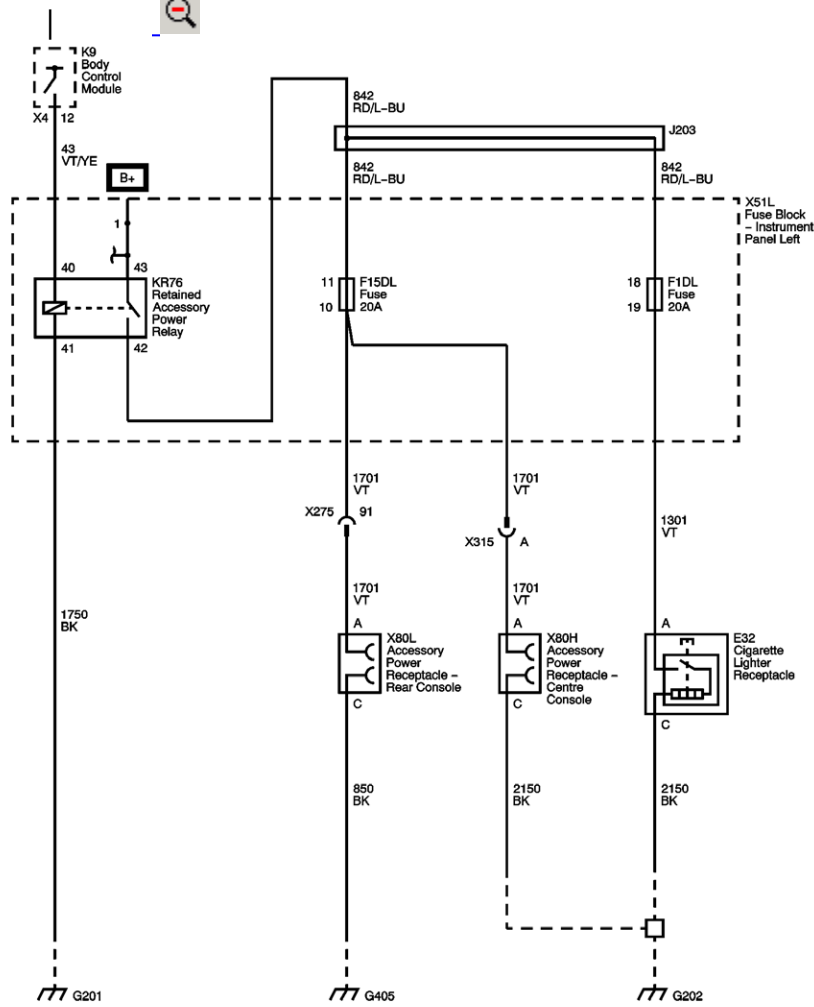 K9
Body
Control
Module
X4 12
43
VT/YE
B+
842
RD/L-BU
J203
842
RD/L-BU
842
RD/L-BU
X51L
Fuse Block
- Instrument
Panel Left
1
40
43
KR76
Retained
Accessory
Power
Relay
41
42
11
F15DL
Fuse
20A
10
18
F1DL
Fuse
20A
19
1701
VT
1701
VT
X275 91
X315 A
1301
VT
1701
VT
1701
VT
1750
BK
A
X80L
Accessory
Power
Receptacle -
Rear Console
C
A
X80H
Accessory
Power
Receptacle -
Centre
Console
C
A
E32
Cigarette
Lighter
Receptacle
C
850
BK
2150
BK
2150
BK
G201
G405
G202